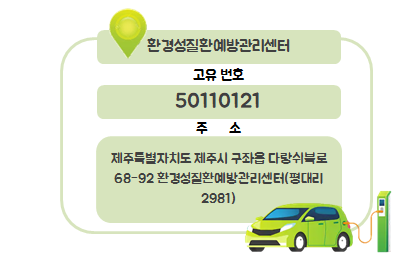 환경성질환예방관리센터
고유 번호
50110121
주 소
제주특별자치도 제주시 구좌읍 다랑쉬북로
68-92 환경성질환예방관리센터(평대리
2981)